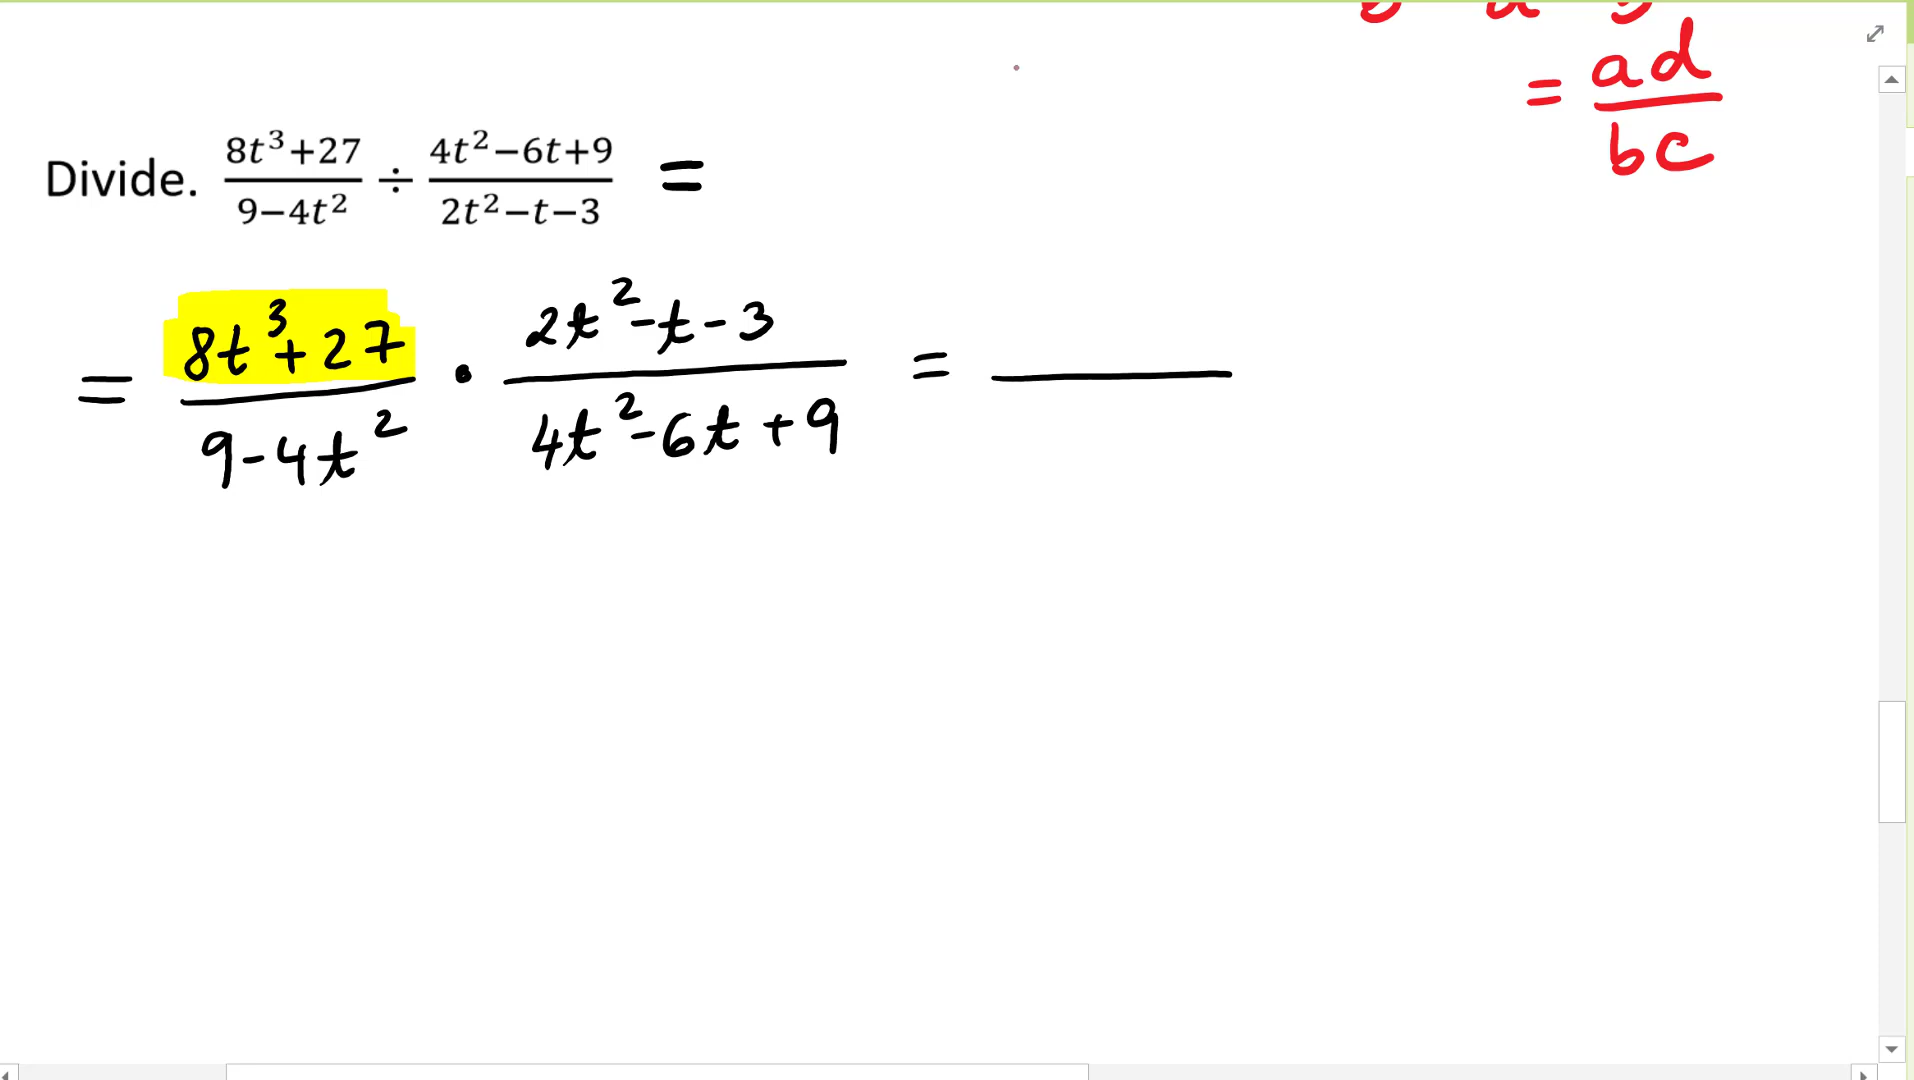 = ad/bc
Divide. (8t³+27)/(9−4t²) ÷ (4t²−6t+9)/(2t²−t−3) =
= (8t³+27)/(9-4t²) · (2t²-t-3)/(4t²-6t+9) = ———